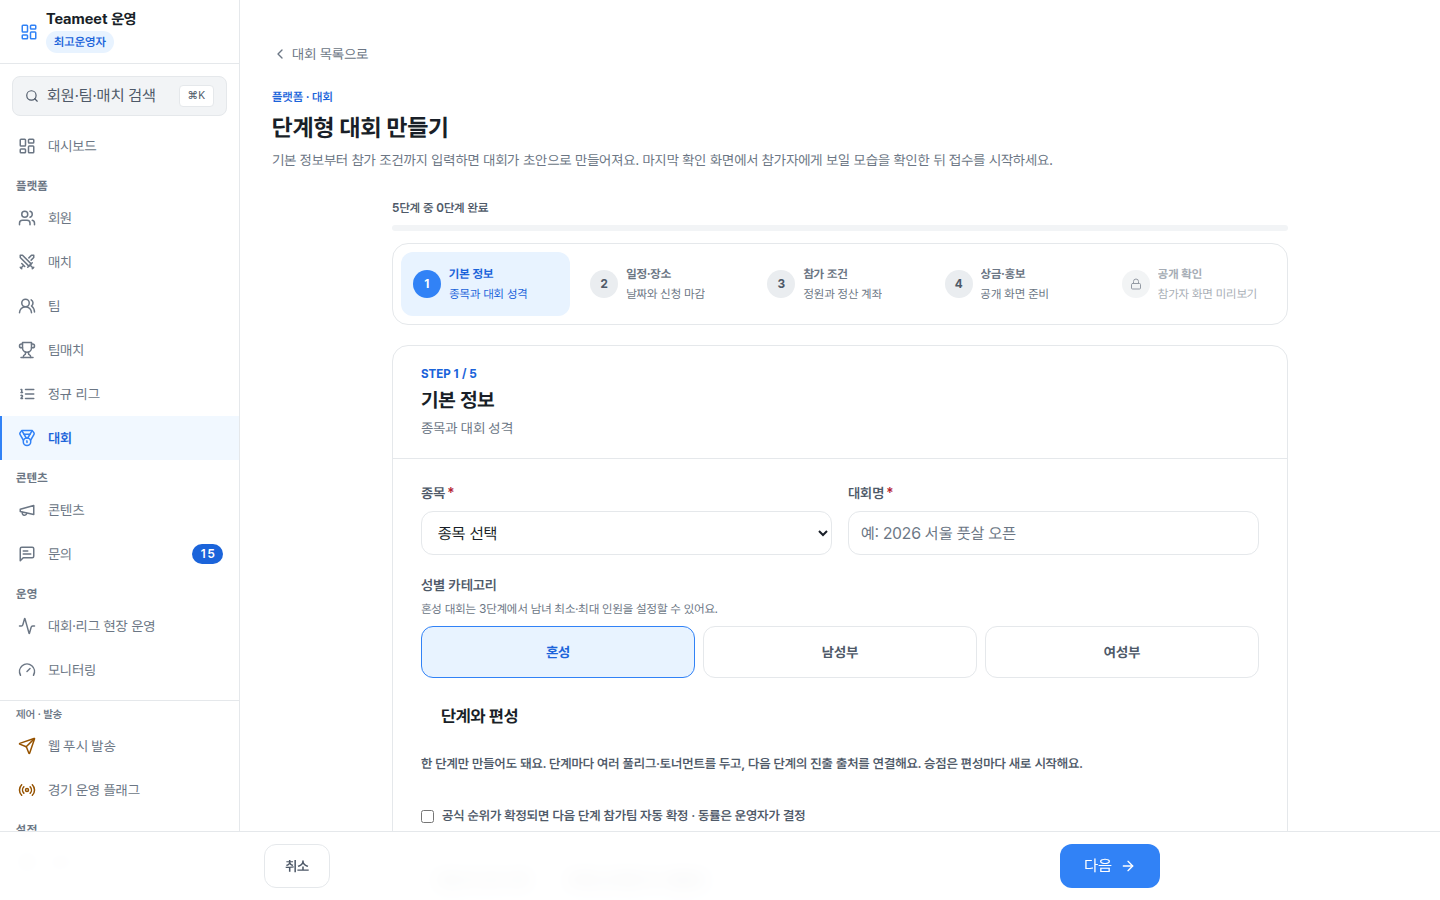 Teameet 운영
최고운영자
회원·팀·매치 검색 ⌘K
대시보드
플랫폼
회원
매치
팀
팀매치
정규 리그
대회
콘텐츠
콘텐츠
문의 15
운영
대회·리그 현장 운영
모니터링
제어 · 발송
웹 푸시 발송
경기 운영 플래그
설정
대회 목록으로
플랫폼 · 대회
단계형 대회 만들기
기본 정보부터 참가 조건까지 입력하면 대회가 초안으로 만들어져요. 마지막 확인 화면에서 참가자에게 보일 모습을 확인한 뒤 접수를 시작하세요.
5단계 중 0단계 완료
1 기본 정보
종목과 대회 성격
2 일정·장소
날짜와 신청 마감
3 참가 조건
정원과 정산 계좌
4 상금·홍보
공개 화면 준비
공개 확인
참가자 화면 미리보기
STEP 1 / 5
기본 정보
종목과 대회 성격
종목 *
종목 선택
대회명 *
예: 2026 서울 풋살 오픈
성별 카테고리
혼성 대회는 3단계에서 남녀 최소·최대 인원을 설정할 수 있어요.
혼성 남성부 여성부
단계와 편성
한 단계만 만들어도 돼요. 단계마다 여러 풀리그·토너먼트를 두고, 다음 단계의 진출 출처를 연결해요. 승점은 편성마다 새로 시작해요.
공식 순위가 확정되면 다음 단계 참가팀 자동 확정 · 동률은 운영자가 결정
취소 다음